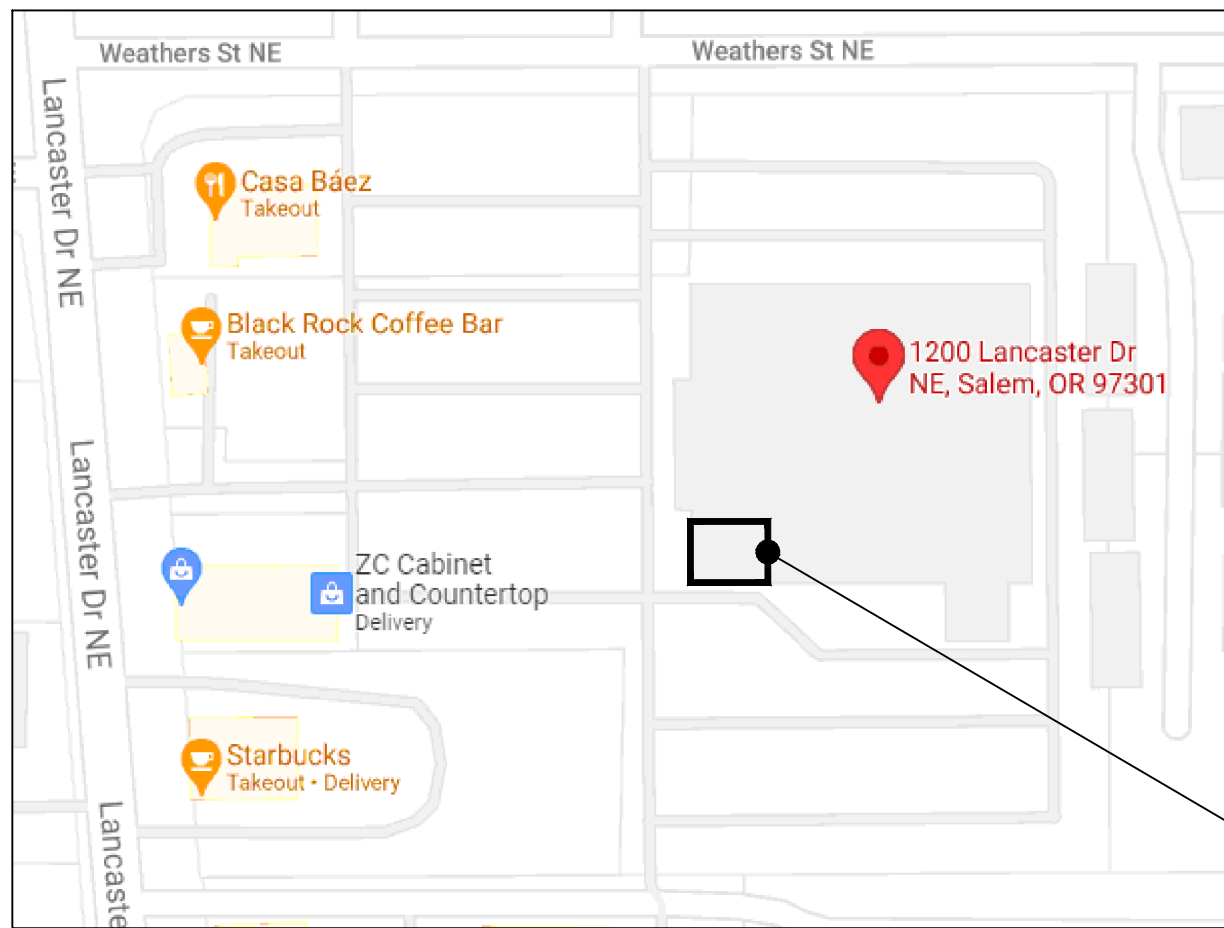 Weathers St NE
Weathers St NE
Lancaster Dr NE
Casa Báez
Takeout
Black Rock Coffee Bar
Takeout
1200 Lancaster Dr
NE, Salem, OR 97301
Lancaster Dr NE
ZC Cabinet
and Countertop
Delivery
Starbucks
Takeout • Delivery
Lancaste